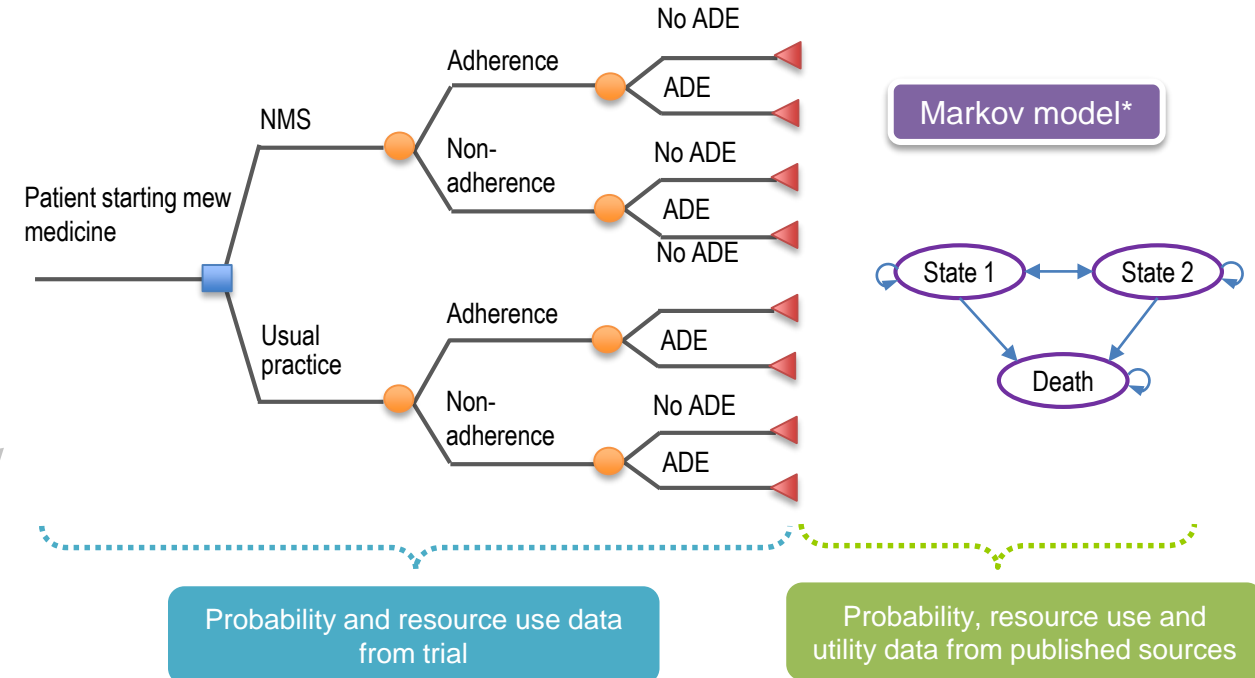 No ADE
Adherence
ADE
NMS
Markov model*
Non-
adherence
No ADE
Patient starting mew
medicine
ADE
No ADE
State 1
State 2
Adherence
Usual
practice
ADE
Death
Non-
adherence
No ADE
ADE
Probability and resource use data
from trial
Probability, resource use and
utility data from published sources